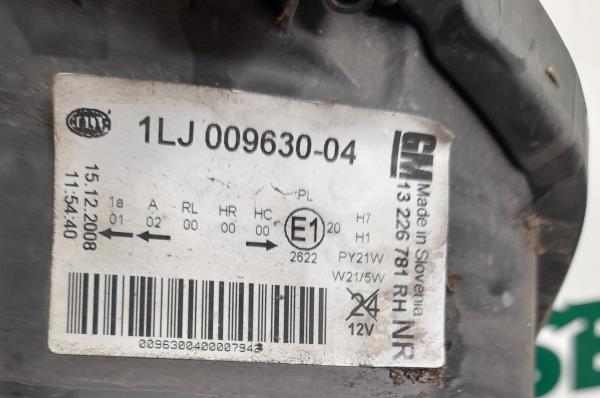 HELLA
1LJ 009630-04
GM
Made in Slovenia
13 226 781 RH NR
15.12.2008
11:54:40
1a A RL HR HC PL
01 02 00 00 00
E1
20
2622
H7
H1
PY21W
W21/5W
24
12V